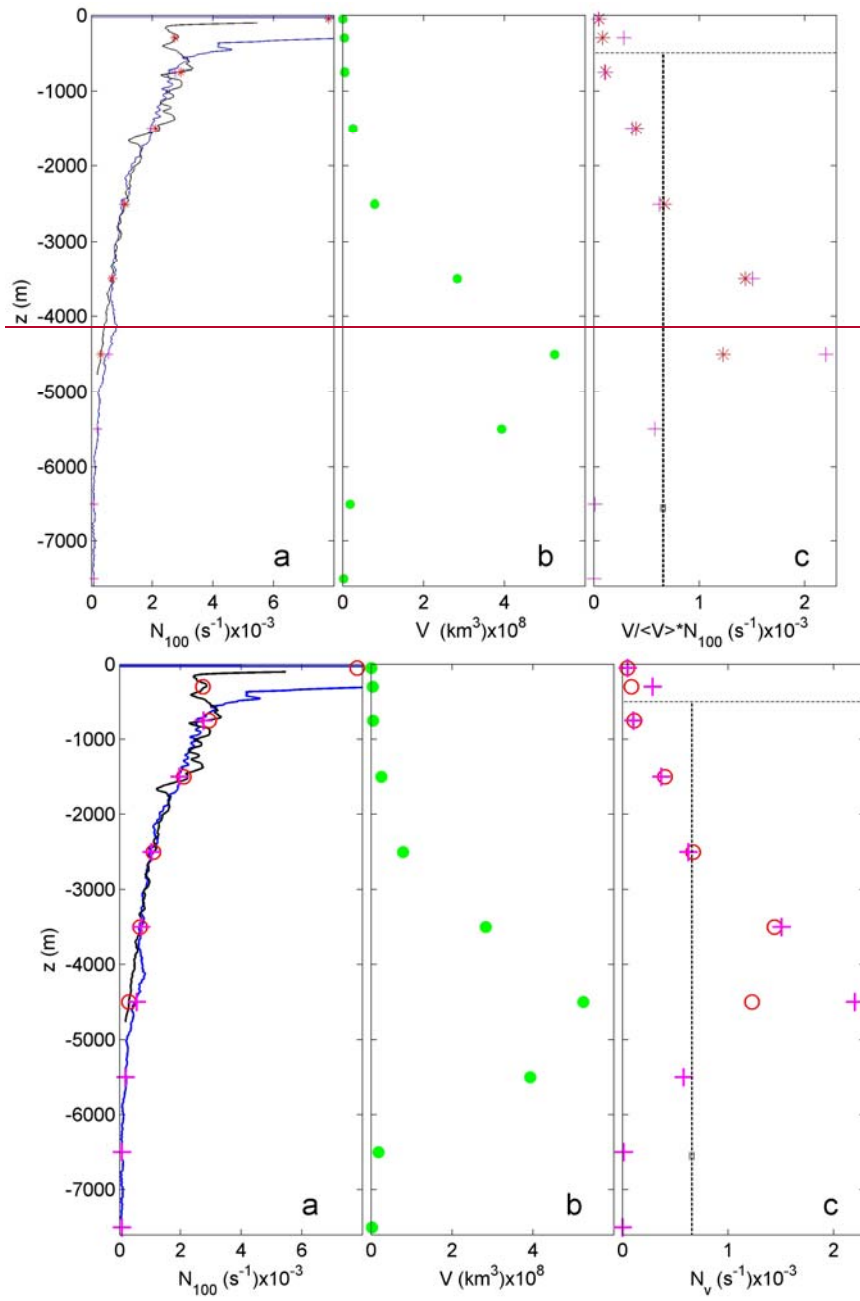 0
-1000
-2000
-3000
-4000
-5000
-6000
-7000
z (m)
a
b
c
0 2 4 6
0 2 4
0 1 2
N100 (s-1)x10-3
V (km3)x108
V/<V>*N100 (s-1)x10-3
0
-1000
-2000
-3000
-4000
-5000
-6000
-7000
z (m)
a
b
c
0 2 4 6
0 2 4
0 1 2
N100 (s-1)x10-3
V (km3)x108
Nv (s-1)x10-3